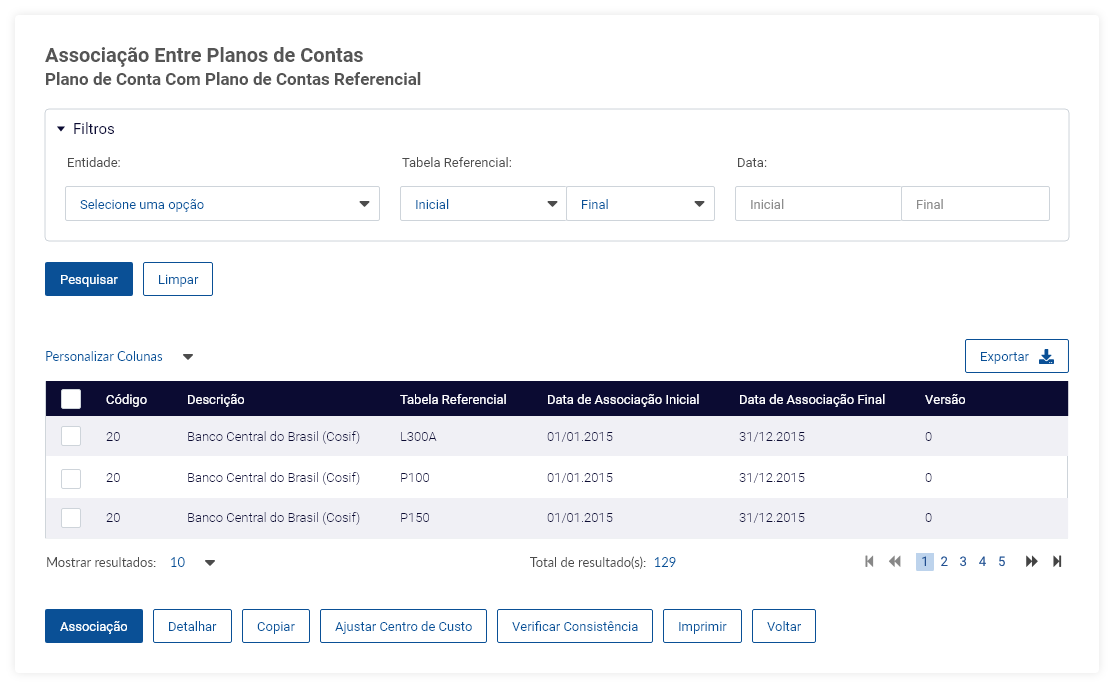 Associação Entre Planos de Contas
Plano de Conta Com Plano de Contas Referencial
Filtros
Entidade: Tabela Referencial: Data:
Selecione uma opção Inicial Final Inicial Final
Pesquisar Limpar
Personalizar Colunas Exportar
Código Descrição Tabela Referencial Data de Associação Inicial Data de Associação Final Versão
20 Banco Central do Brasil (Cosif) L300A 01/01.2015 31/12.2015 0
20 Banco Central do Brasil (Cosif) P100 01/01.2015 31/12.2015 0
20 Banco Central do Brasil (Cosif) P150 01/01.2015 31/12.2015 0
Mostrar resultados: 10 Total de resultado(s): 129 1 2 3 4 5
Associação Detalhar Copiar Ajustar Centro de Custo Verificar Consistência Imprimir Voltar